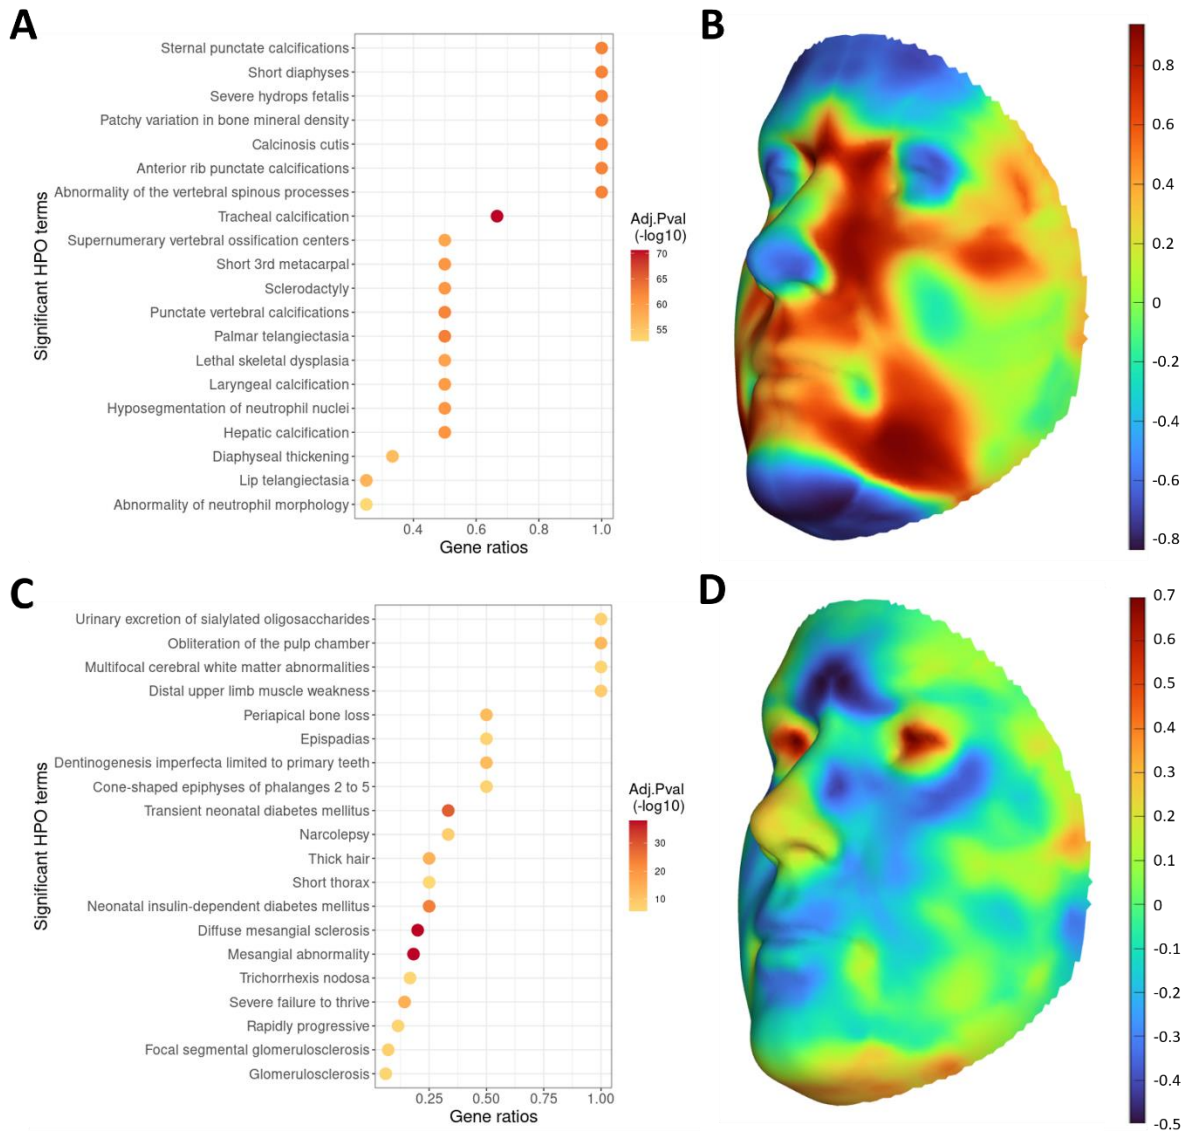 A
Significant HPO terms
Sternal punctate calcifications
Short diaphyses
Severe hydrops fetalis
Patchy variation in bone mineral density
Calcinosis cutis
Anterior rib punctate calcifications
Abnormality of the vertebral spinous processes
Tracheal calcification
Supernumerary vertebral ossification centers
Short 3rd metacarpal
Sclerodactyly
Punctate vertebral calcifications
Palmar telangiectasia
Lethal skeletal dysplasia
Laryngeal calcification
Hyposegmentation of neutrophil nuclei
Hepatic calcification
Diaphyseal thickening
Lip telangiectasia
Abnormality of neutrophil morphology
0.4 0.6 0.8 1.0
Gene ratios
Adj.Pval
(-log10)
70
65
60
55
B
0.8
0.6
0.4
0.2
0
-0.2
-0.4
-0.6
-0.8
C
Significant HPO terms
Urinary excretion of sialylated oligosaccharides
Obliteration of the pulp chamber
Multifocal cerebral white matter abnormalities
Distal upper limb muscle weakness
Periapical bone loss
Epispadias
Dentinogenesis imperfecta limited to primary teeth
Cone-shaped epiphyses of phalanges 2 to 5
Transient neonatal diabetes mellitus
Narcolepsy
Thick hair
Short thorax
Neonatal insulin-dependent diabetes mellitus
Diffuse mesangial sclerosis
Mesangial abnormality
Trichorrhexis nodosa
Severe failure to thrive
Rapidly progressive
Focal segmental glomerulosclerosis
Glomerulosclerosis
0.25 0.50 0.75 1.00
Gene ratios
Adj.Pval
(-log10)
30
20
10
D
0.7
0.6
0.5
0.4
0.3
0.2
0.1
0
-0.1
-0.2
-0.3
-0.4
-0.5